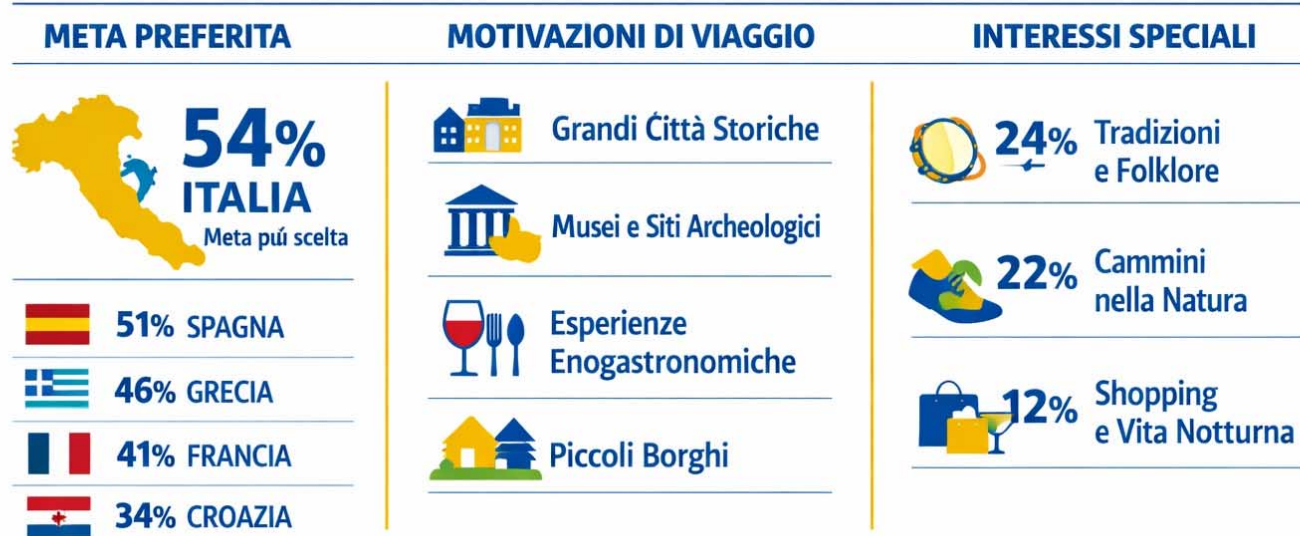 META PREFERITA
54%
ITALIA
Meta puí scelta
51% SPAGNA
46% GRECIA
41% FRANCIA
34% CROAZIA
MOTIVAZIONI DI VIAGGIO
Grandi Ċittà Storiche
Musei e Siti Archeologici
Esperienze
Enogastronomiche
Piccoli Borghi
INTERESSI SPECIALI
24% Tradizioni
e Folklore
22% Cammini
nella Natura
12% Shopping
e Vita Notturna